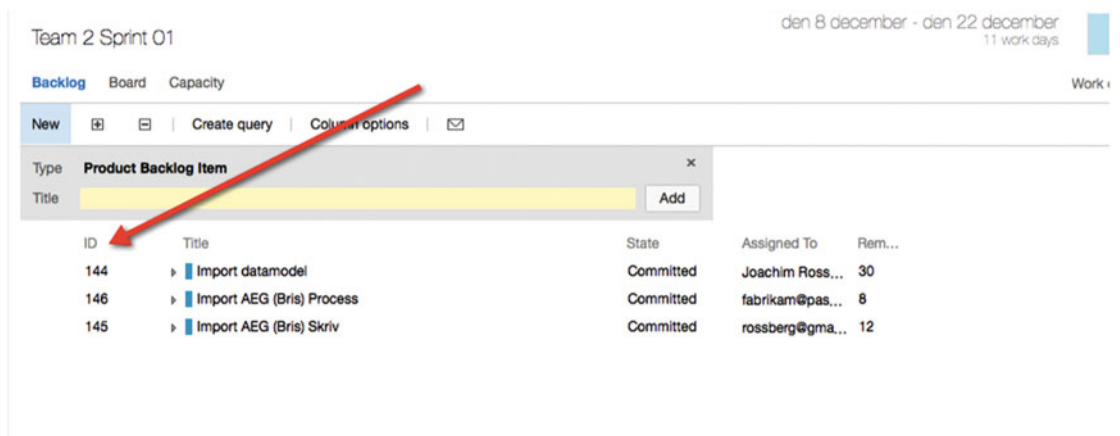 Team 2 Sprint 01
den 8 december - den 22 december
11 work days
Backlog Board Capacity
Work
New Create query Column options
Type Product Backlog Item ×
Title Add
ID Title State Assigned To Rem...
144 Import datamodel Committed Joachim Ross... 30
146 Import AEG (Bris) Process Committed fabrikam@pas... 8
145 Import AEG (Bris) Skriv Committed rossberg@gma... 12